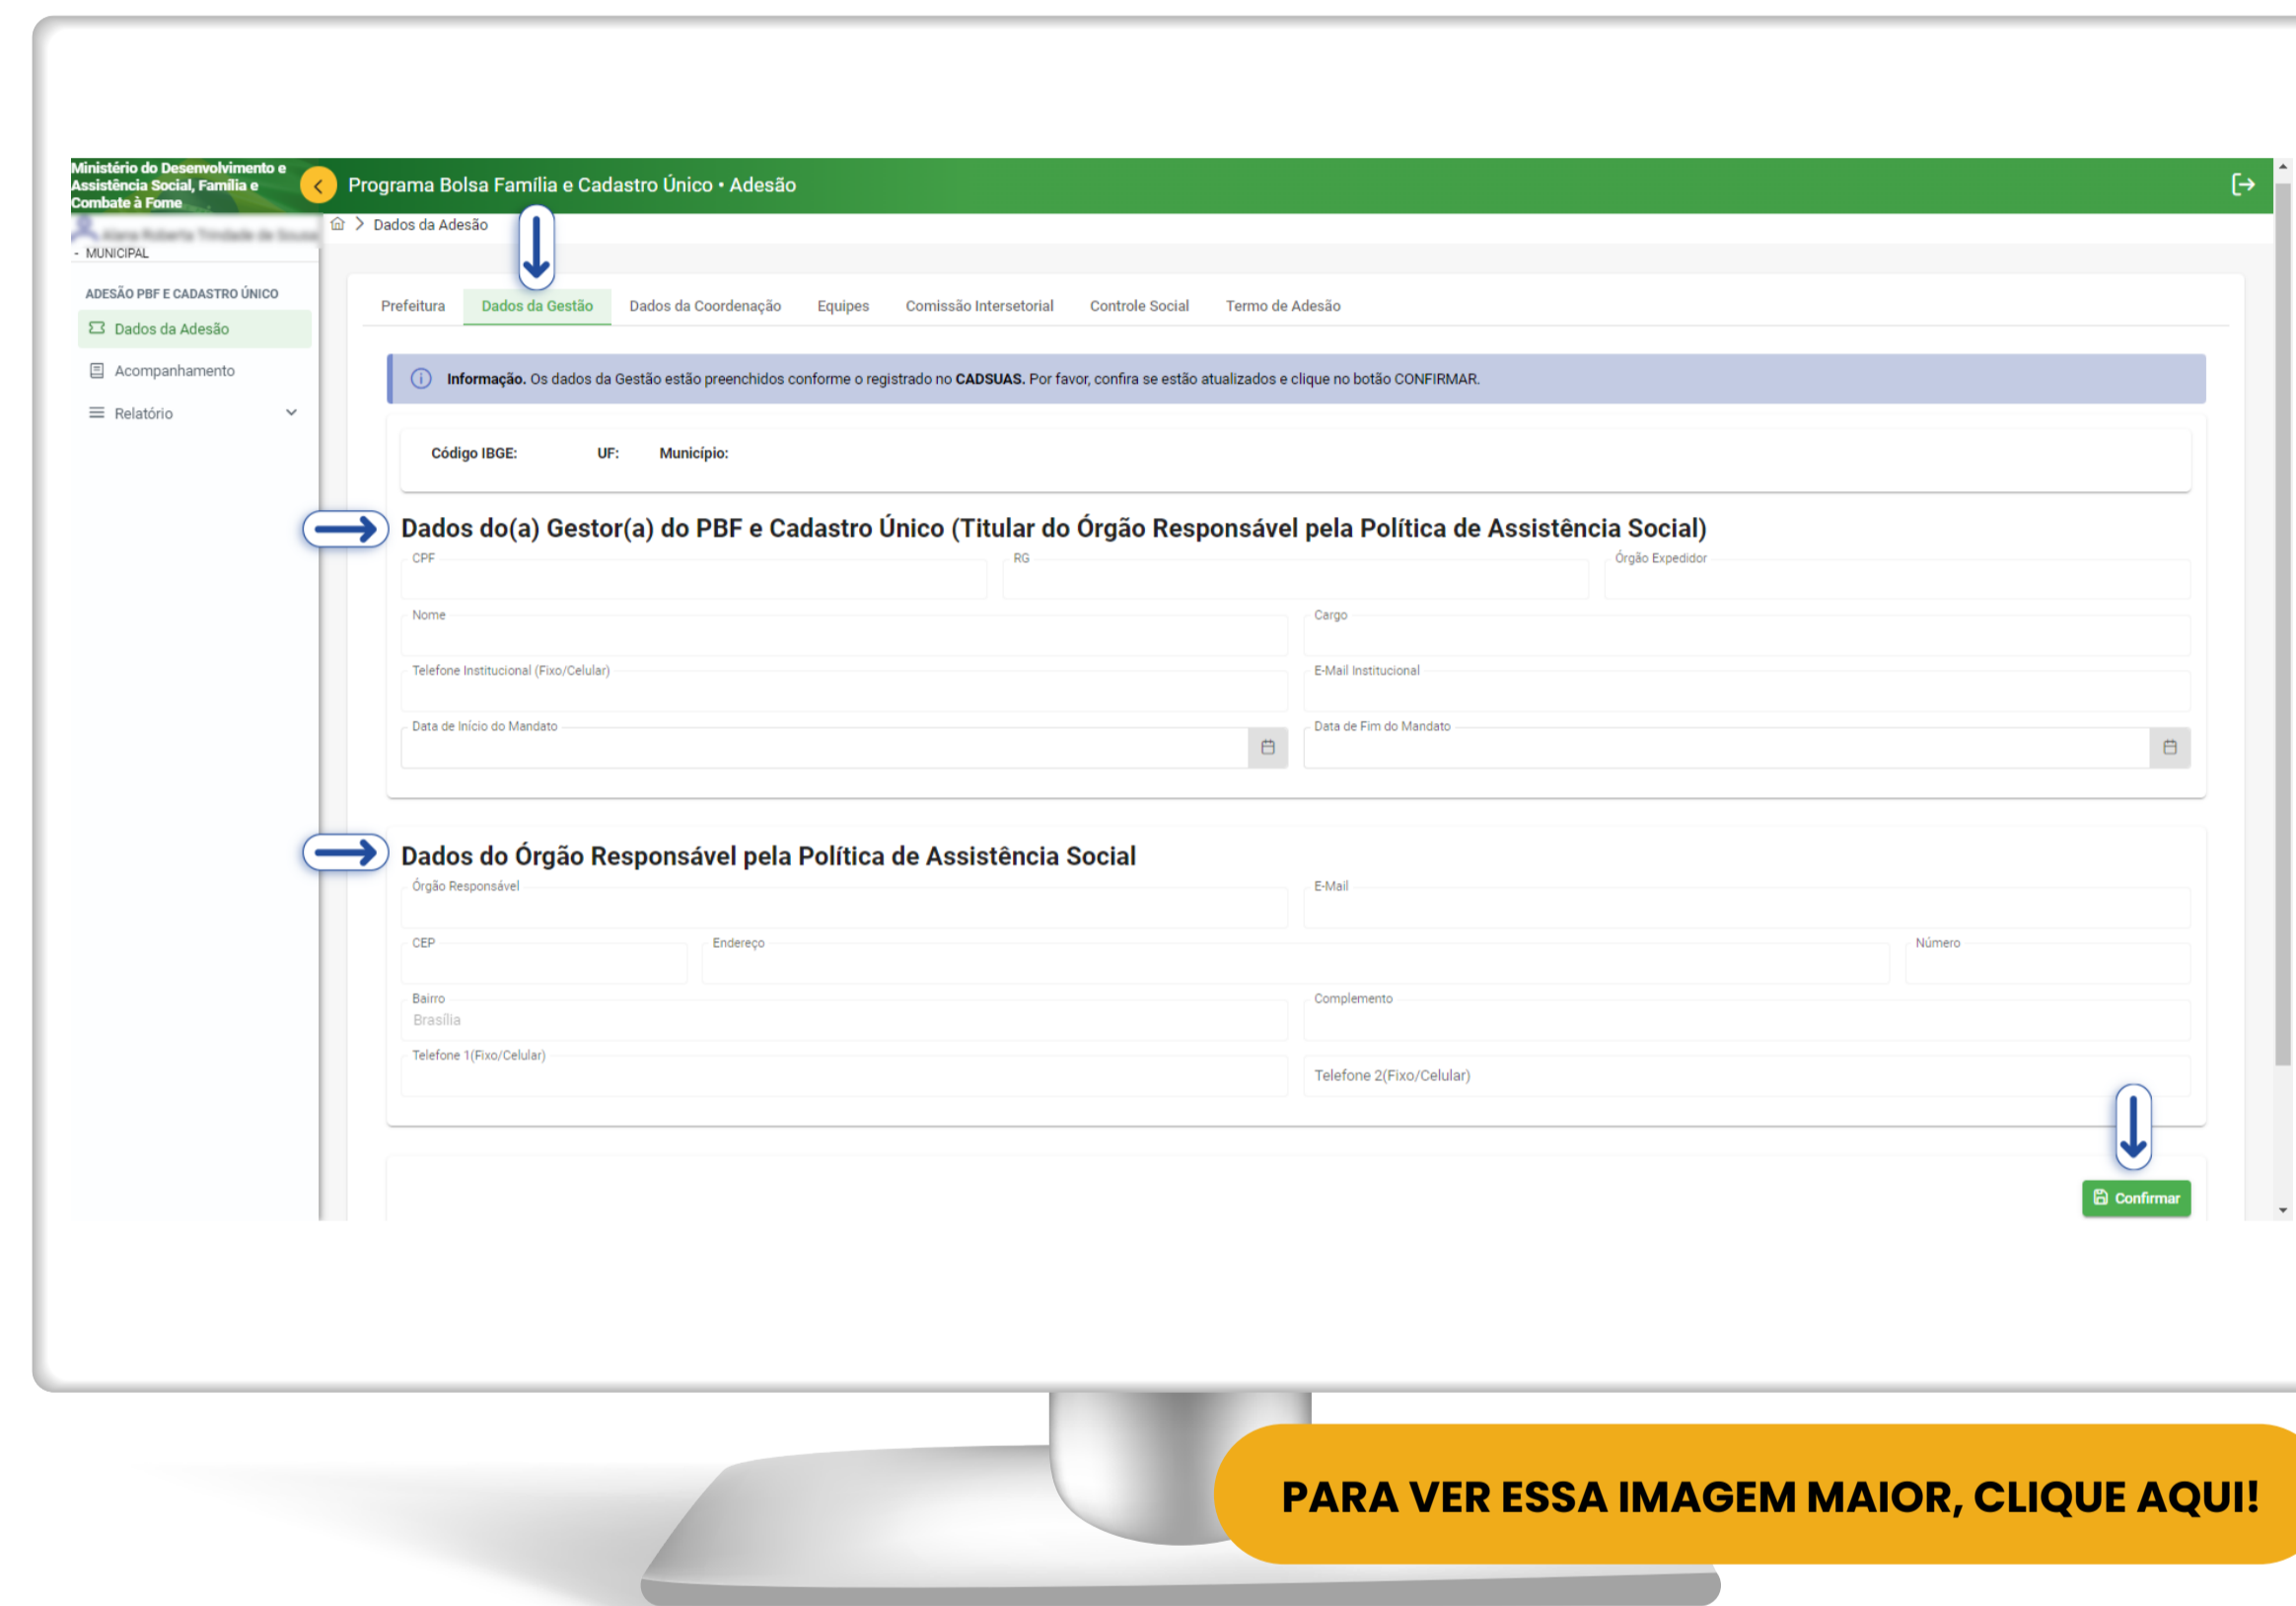 Ministério do Desenvolvimento e
Assistência Social, Família e
Combate à Fome
Programa Bolsa Família e Cadastro Único • Adesão
- MUNICIPAL
Dados da Adesão
ADESÃO PBF E CADASTRO ÚNICO
Dados da Adesão
Acompanhamento
Relatório
Prefeitura Dados da Gestão Dados da Coordenação Equipes Comissão Intersetorial Controle Social Termo de Adesão
Informação. Os dados da Gestão estão preenchidos conforme o registrado no CADSUAS. Por favor, confira se estão atualizados e clique no botão CONFIRMAR.
Código IBGE: UF: Município:
Dados do(a) Gestor(a) do PBF e Cadastro Único (Titular do Órgão Responsável pela Política de Assistência Social)
CPF RG Órgão Expedidor
Nome Cargo
Telefone Institucional (Fixo/Celular) E-Mail Institucional
Data de Início do Mandato Data de Fim do Mandato
Dados do Órgão Responsável pela Política de Assistência Social
Órgão Responsável E-Mail
CEP Endereço Número
Bairro Complemento
Brasília
Telefone 1(Fixo/Celular)
Telefone 2(Fixo/Celular)
Confirmar
PARA VER ESSA IMAGEM MAIOR, CLIQUE AQUI!